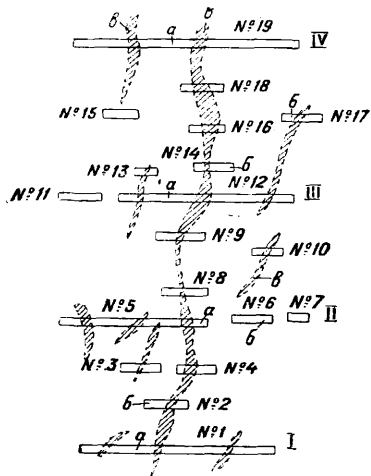 в а б №19 IV
№18
№15 б №17
№16
№14 б
№13 а №12 III
№11
№9
№10
№8 в
№5 а №6 №7 II
б
№3 №4
б №2
а №1 I